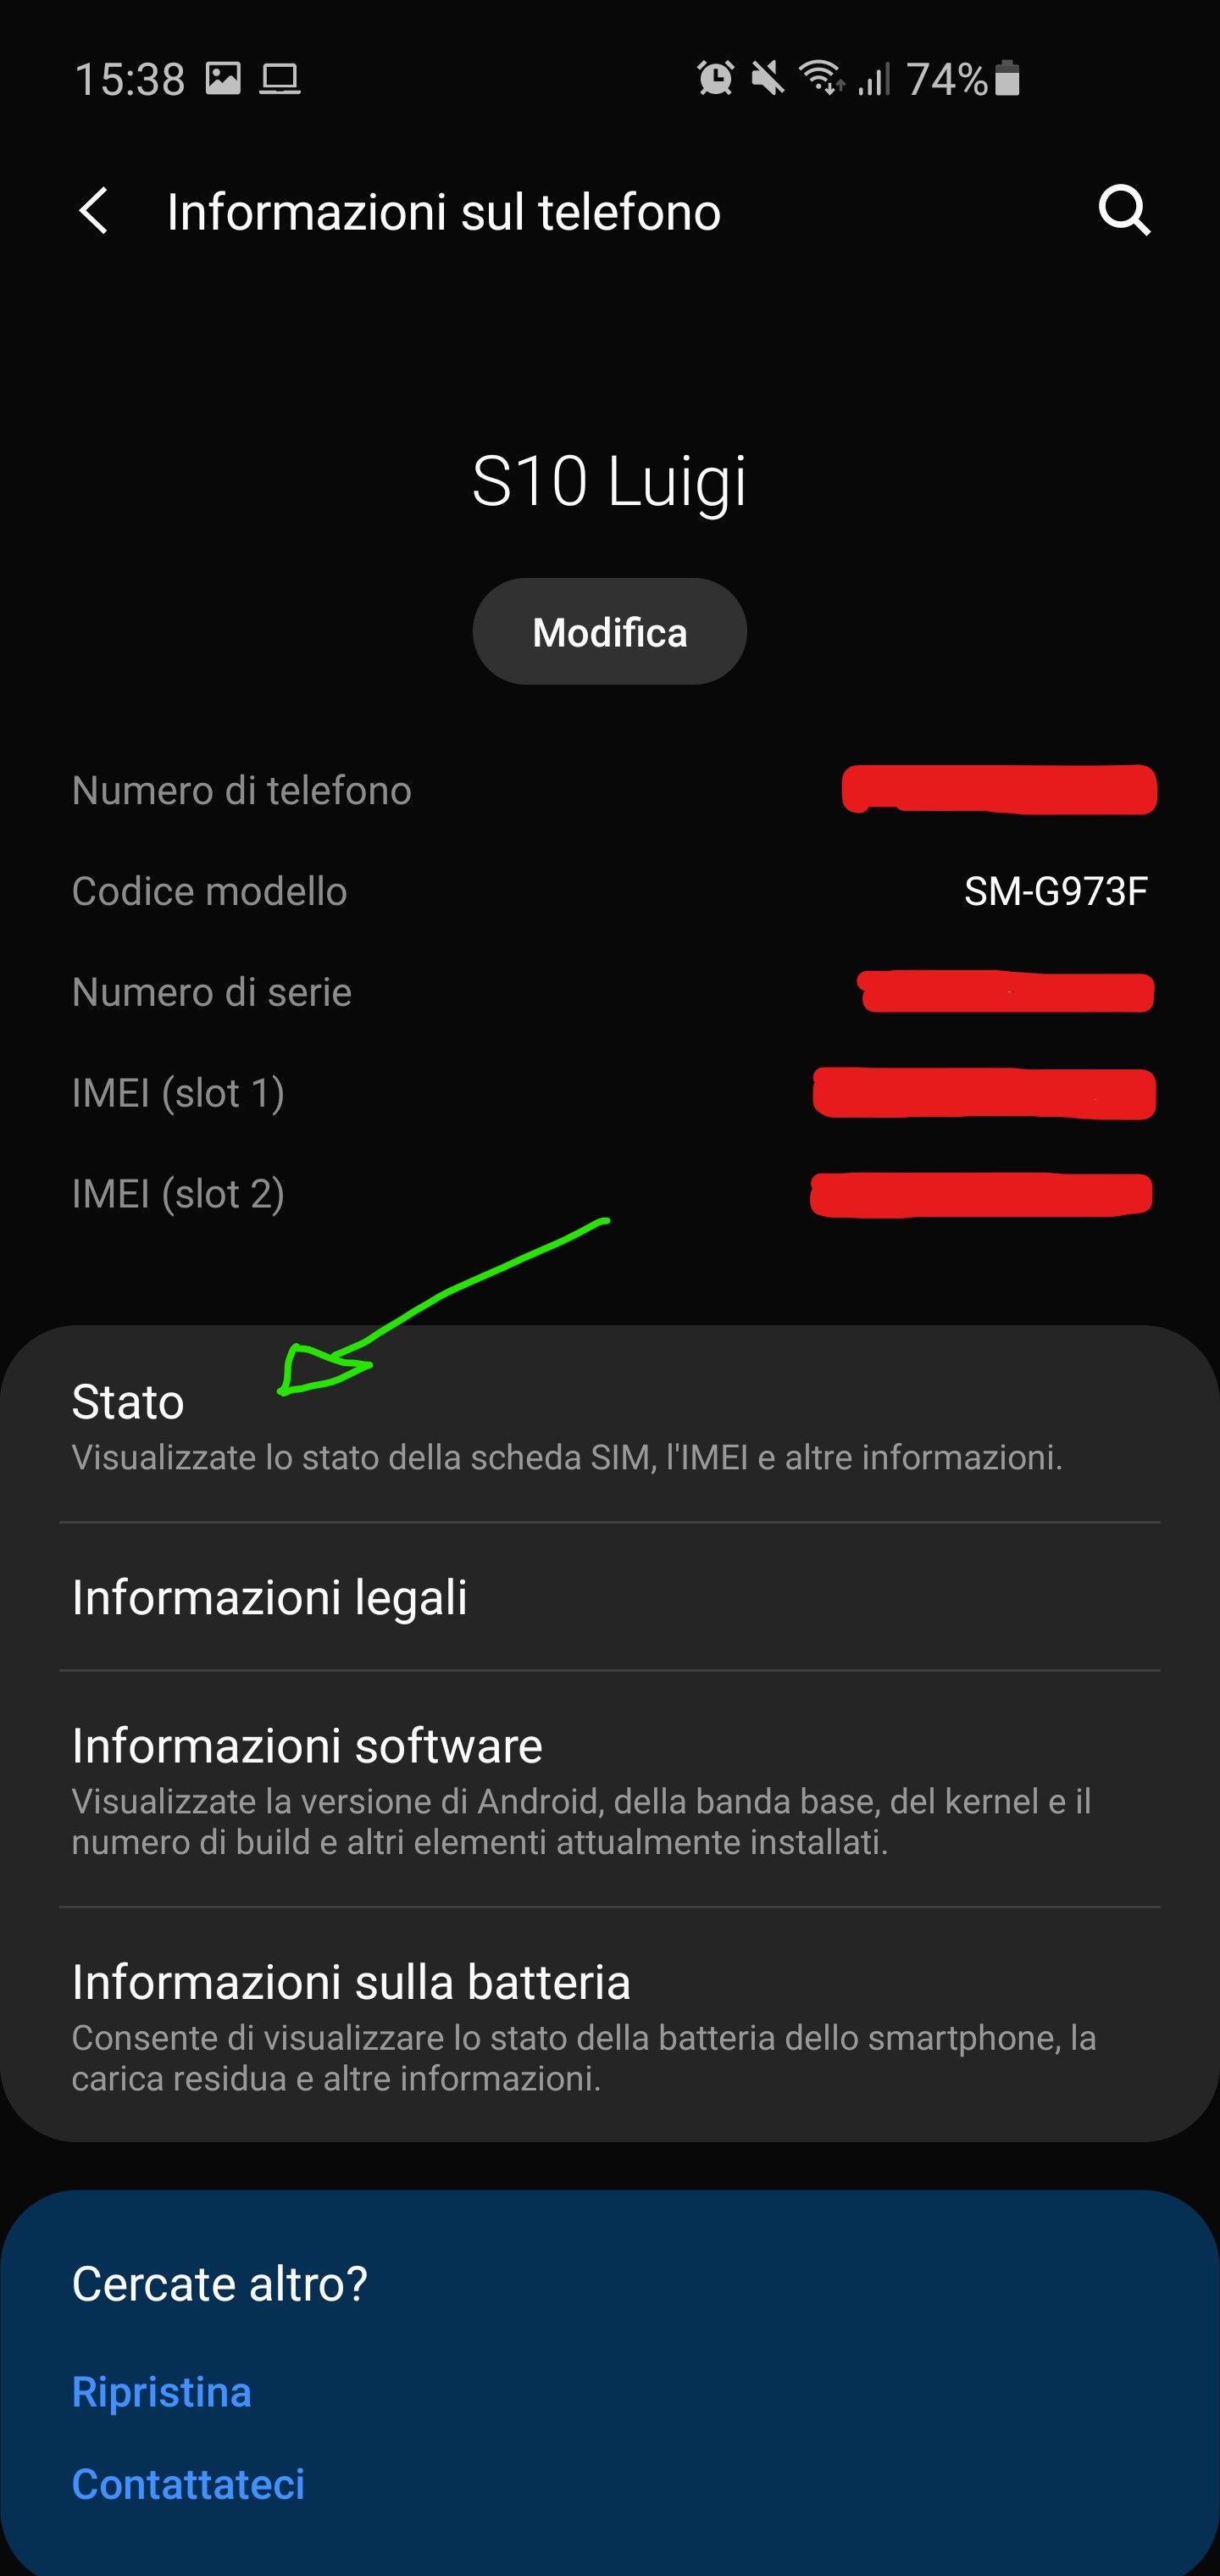 15:38
74%
Informazioni sul telefono
S10 Luigi
Modifica
Numero di telefono
Codice modello SM-G973F
Numero di serie
IMEI (slot 1)
IMEI (slot 2)
Stato
Visualizzate lo stato della scheda SIM, l'IMEI e altre informazioni.
Informazioni legali
Informazioni software
Visualizzate la versione di Android, della banda base, del kernel e il
numero di build e altri elementi attualmente installati.
Informazioni sulla batteria
Consente di visualizzare lo stato della batteria dello smartphone, la
carica residua e altre informazioni.
Cercate altro?
Ripristina
Contattateci